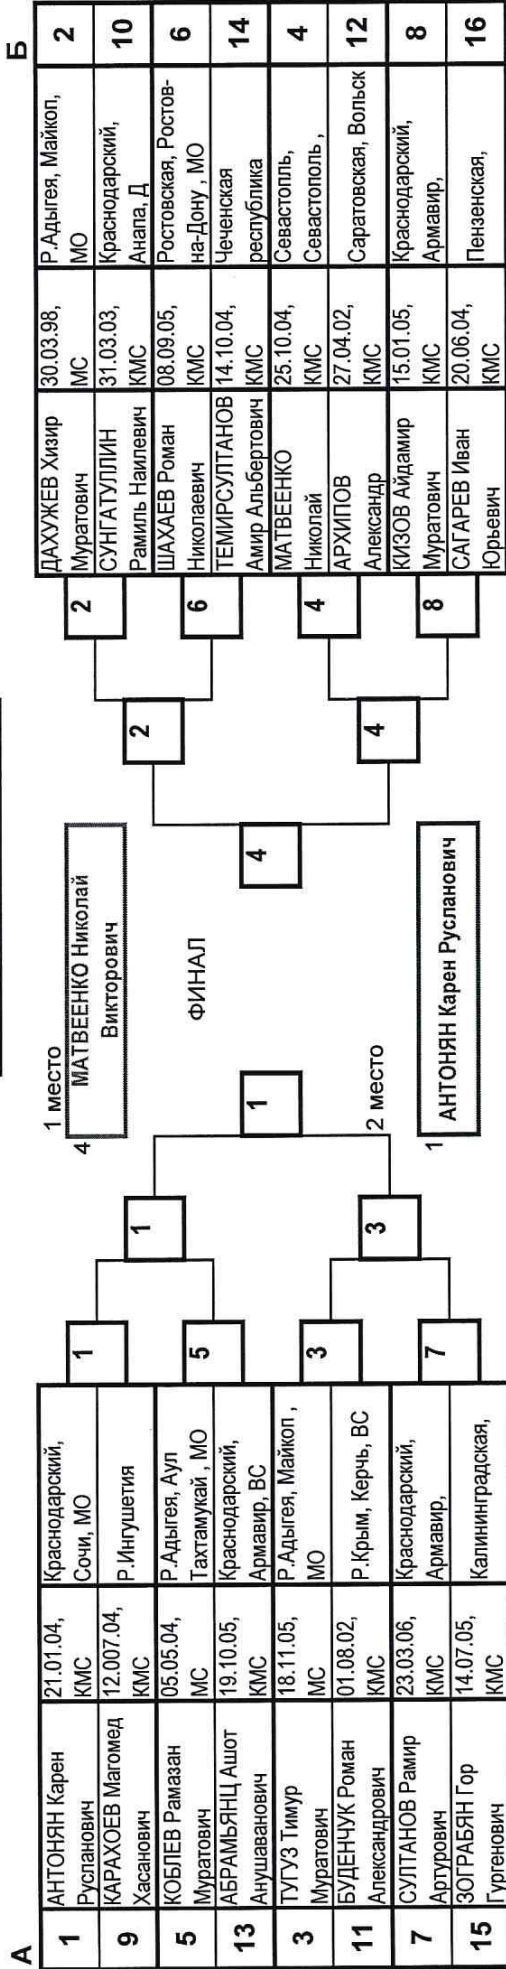 А
1
АНТОНЯН Карен
Русланович
21.01.04,
КМС
Краснодарский,
Сочи, МО
9
КАРАХОЕВ Магомед
Хасанович
12.007.04,
КМС
Р.Ингушетия
5
КОБЛЕВ Рамазан
Муратович
05.05.04,
МС
Р.Адыгея, Аул
Тахтамукай , МО
13
АБРАМЬЯНЦ Ашот
Анушаванович
19.10.05,
КМС
Краснодарский,
Армавир, ВС
3
ТУГУЗ Тимур
Муратович
18.11.05,
МС
Р.Адыгея, Майкоп ,
МО
11
БУДЕНЧУК Роман
Александрович
01.08.02,
КМС
Р.Крым, Керчь, ВС
7
СУЛТАНОВ Рамир
Артурович
23.03.06,
КМС
Краснодарский,
Армавир,
15
ЗОГРАБЯН Гор
Гургенович
14.07.05,
КМС
Калининградская,
1
5
3
7
1
3
1
1 место
4
МАТВЕЕНКО Николай
Викторович
ФИНАЛ
2 место
1
АНТОНЯН Карен Русланович
4
2
4
2
6
4
8
Б
ДАХУЖЕВ Хизир
Муратович
30.03.98,
МС
Р.Адыгея, Майкоп,
МО
2
СУНГАТУЛЛИН
Рамиль Наилевич
31.03.03,
КМС
Краснодарский,
Анапа, Д
10
ШАХАЕВ Роман
Николаевич
08.09.05,
КМС
Ростовская, Ростов-
на-Дону , МО
6
ТЕМИРСУЛТАНОВ
Амир Альбертович
14.10.04,
КМС
Чеченская
республика
14
МАТВЕЕНКО
Николай
25.10.04,
КМС
Севастопль,
Севастополь ,
4
АРХИПОВ
Александр
27.04.02,
КМС
Саратовская, Вольск
12
КИЗОВ Айдамир
Муратович
15.01.05,
КМС
Краснодарский,
Армавир,
8
САГАРЕВ Иван
Юрьевич
20.06.04,
КМС
Пензенская,
16